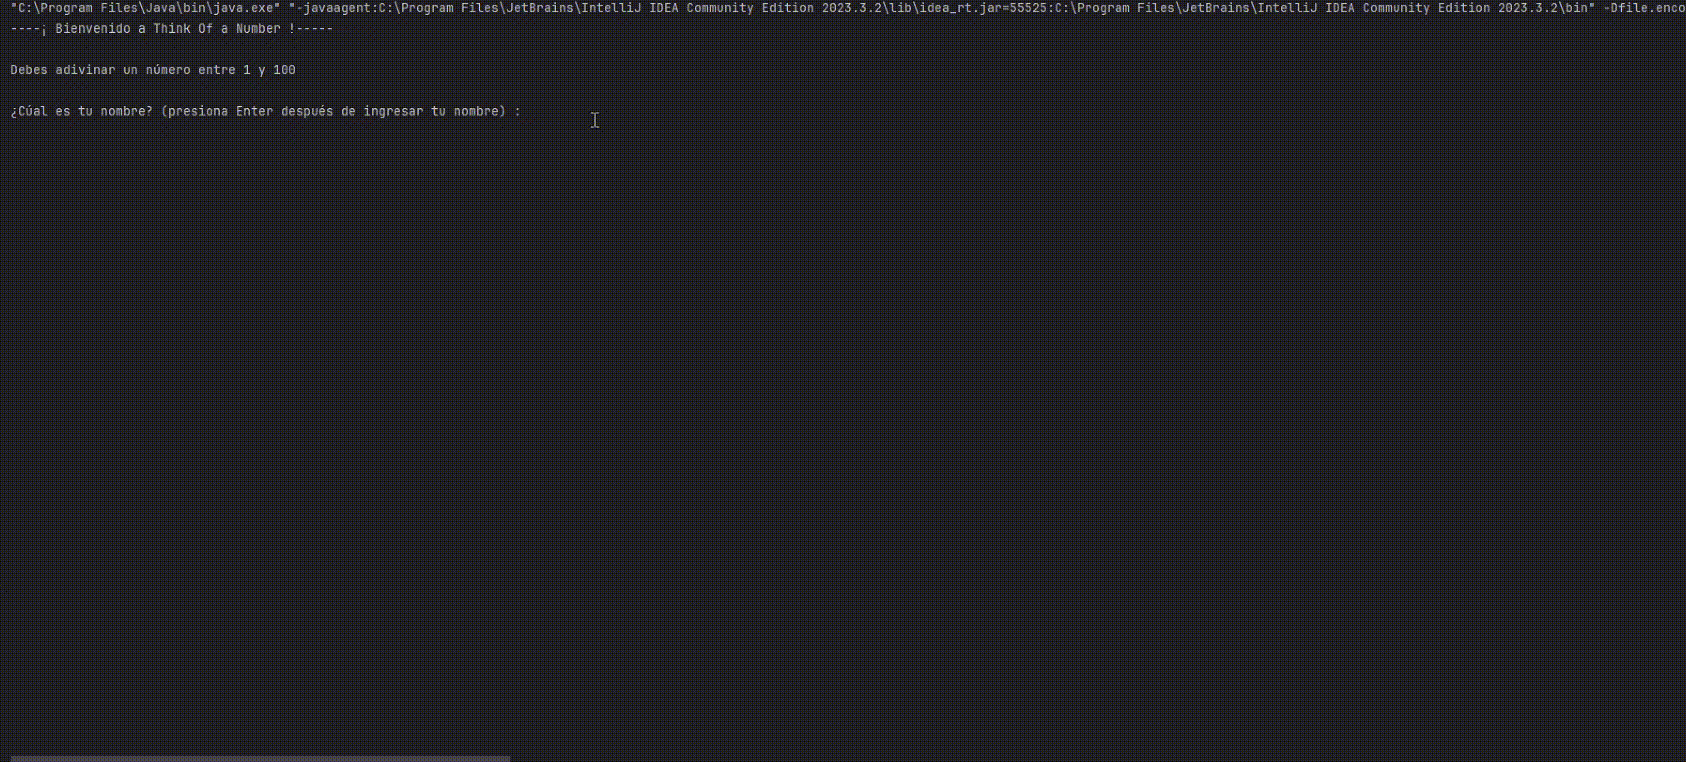 "C:\Program Files\Java\bin\java.exe" "-javaagent:C:\Program Files\JetBrains\IntelliJ IDEA Community Edition 2023.3.2\lib\idea_rt.jar=55525:C:\Program Files\JetBrains\IntelliJ IDEA Community Edition 2023.3.2\bin" -Dfile.enco
----¡ Bienvenido a Think Of a Number !-----
Debes adivinar un número entre 1 y 100
¿Cúal es tu nombre? (presiona Enter después de ingresar tu nombre) :